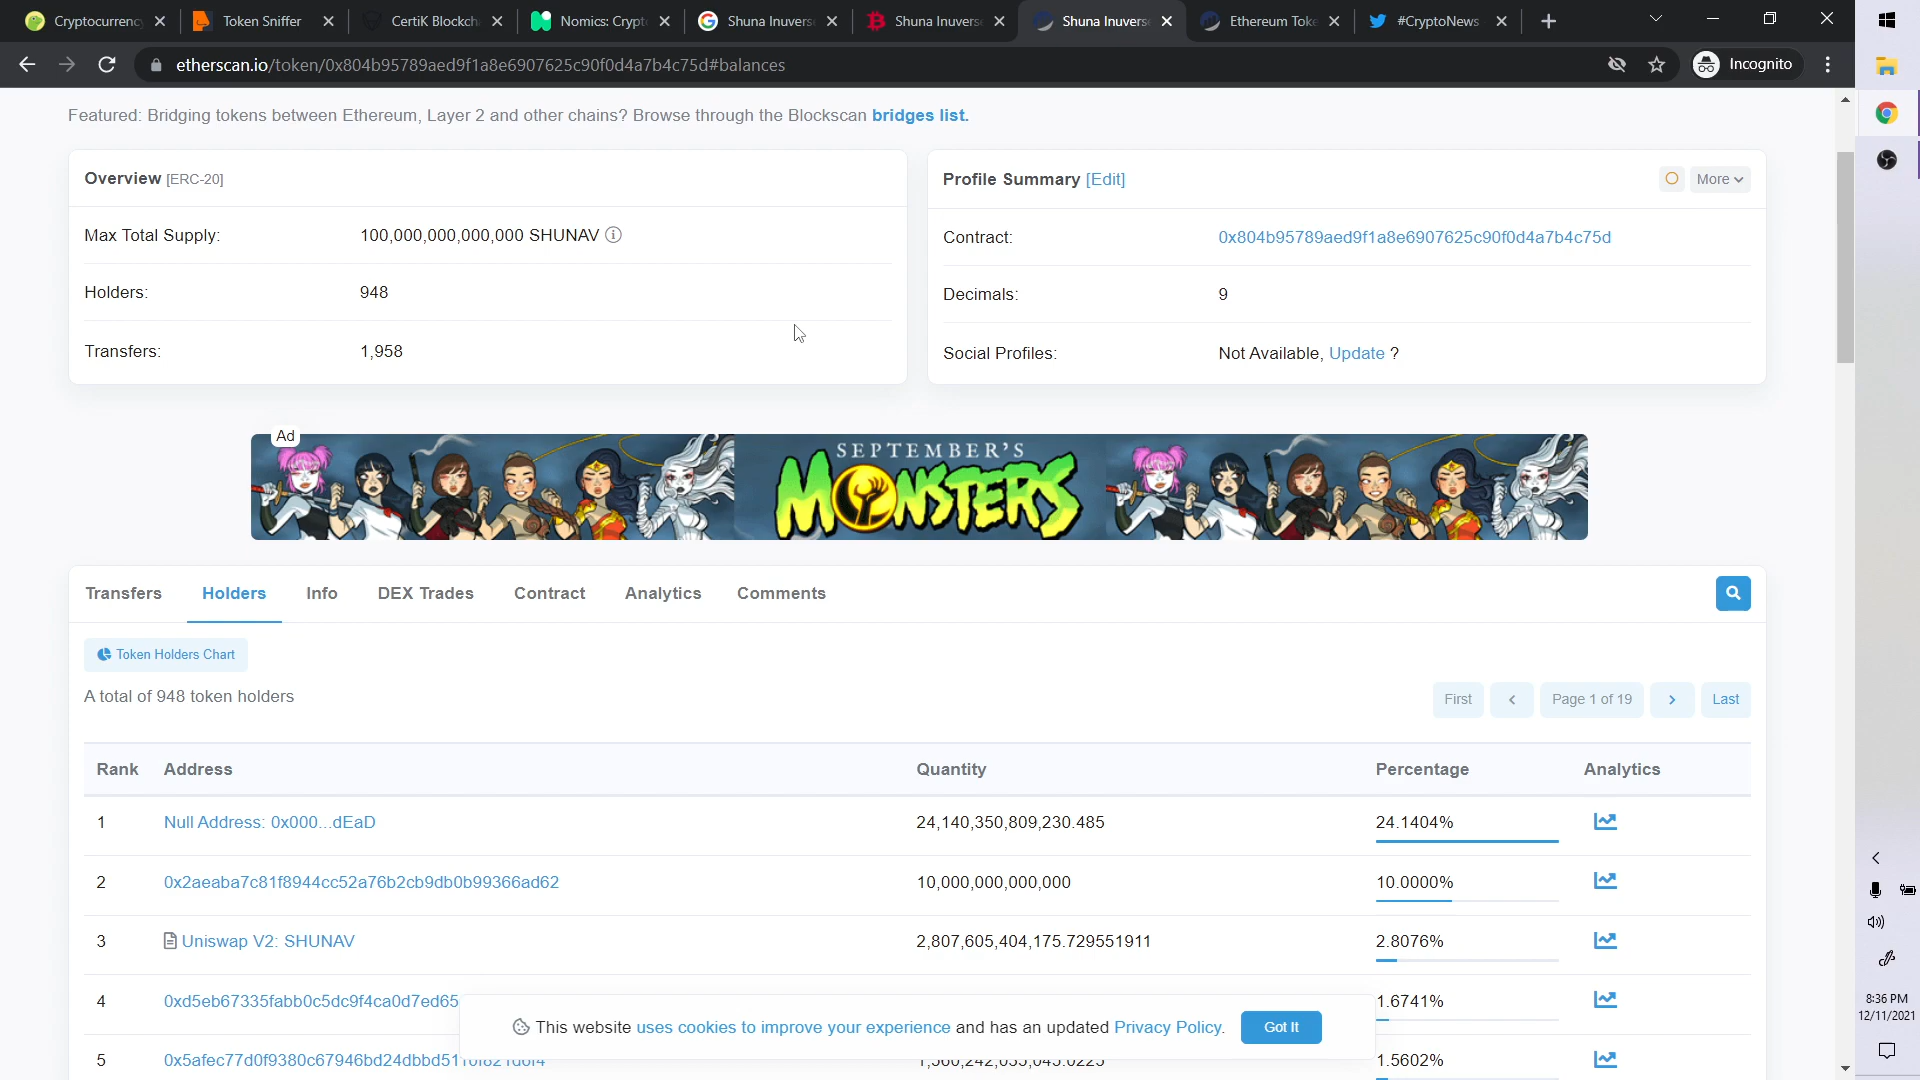 Cryptocurrenc
Token Sniffer
CertiK Blockch
Nomics: Crypt
Shuna Inuvers
Shuna Inuvers
Shuna Inuvers
Ethereum Toke
#CryptoNews
etherscan.io/token/0x804b95789aed9f1a8e6907625c90f0d4a7b4c75d#balances
Incognito
Featured: Bridging tokens between Ethereum, Layer 2 and other chains? Browse through the Blockscan bridges list.
Overview [ERC-20]
Max Total Supply: 100,000,000,000,000 SHUNAV
Holders: 948
Transfers: 1,958
Profile Summary [Edit]
More
Contract: 0x804b95789aed9f1a8e6907625c90f0d4a7b4c75d
Decimals: 9
Social Profiles: Not Available, Update ?
Ad
SEPTEMBER'S
MONSTERS
Transfers Holders Info DEX Trades Contract Analytics Comments
Token Holders Chart
A total of 948 token holders
First Page 1 of 19 Last
Rank Address Quantity Percentage Analytics
1 Null Address: 0x000...dEaD 24,140,350,809,230.485 24.1404%
2 0x2aeaba7c81f8944cc52a76b2cb9db0b99366ad62 10,000,000,000,000 10.0000%
3 Uniswap V2: SHUNAV 2,807,605,404,175.729551911 2.8076%
4 0xd5eb67335fabb0c5dc9f4ca0d7ed65 1.6741%
5 1.5602%
This website uses cookies to improve your experience and has an updated Privacy Policy. Got It
8:36 PM
12/11/2021